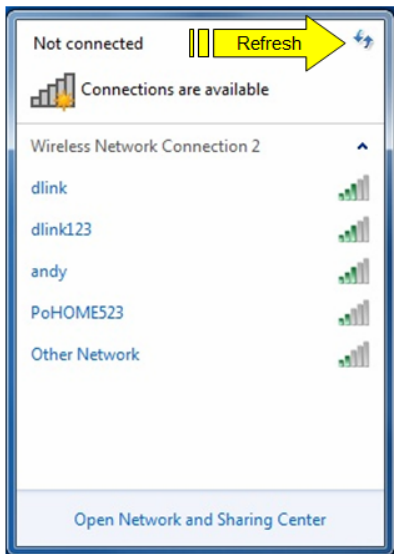 Not connected
Refresh
Connections are available
Wireless Network Connection 2
dlink
dlink123
andy
PoHOME523
Other Network
Open Network and Sharing Center